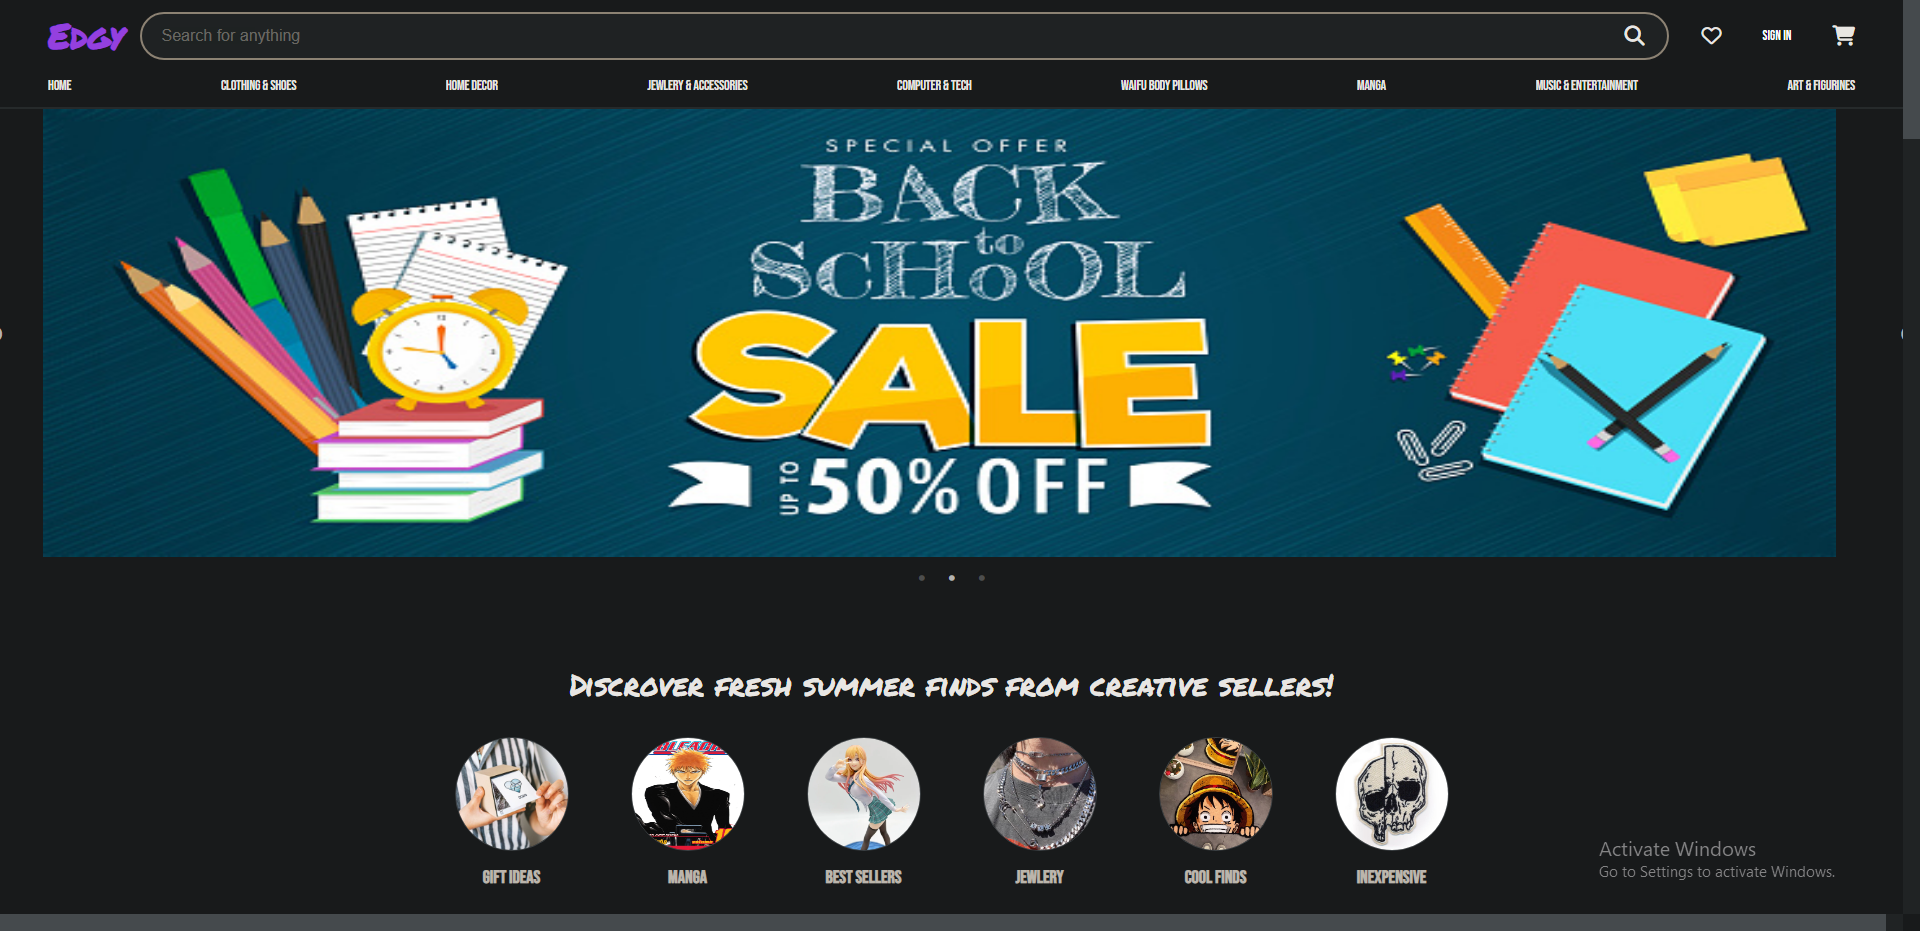 EDGY
Search for anything
SIGN IN
HOME
CLOTHING & SHOES
HOME DECOR
JEWLERY & ACCESSORIES
COMPUTER & TECH
WAIFU BODY PILLOWS
MANGA
MUSIC & ENTERTAINMENT
ART & FIGURINES
SPECIAL OFFER
BACK
to
SCHOOL
SALE
UP TO 50% OFF
DISCROVER FRESH SUMMER FINDS FROM CREATIVE SELLERS!
GIFT IDEAS
MANGA
BEST SELLERS
JEWLERY
COOL FINDS
INEXPENSIVE
Activate Windows
Go to Settings to activate Windows.